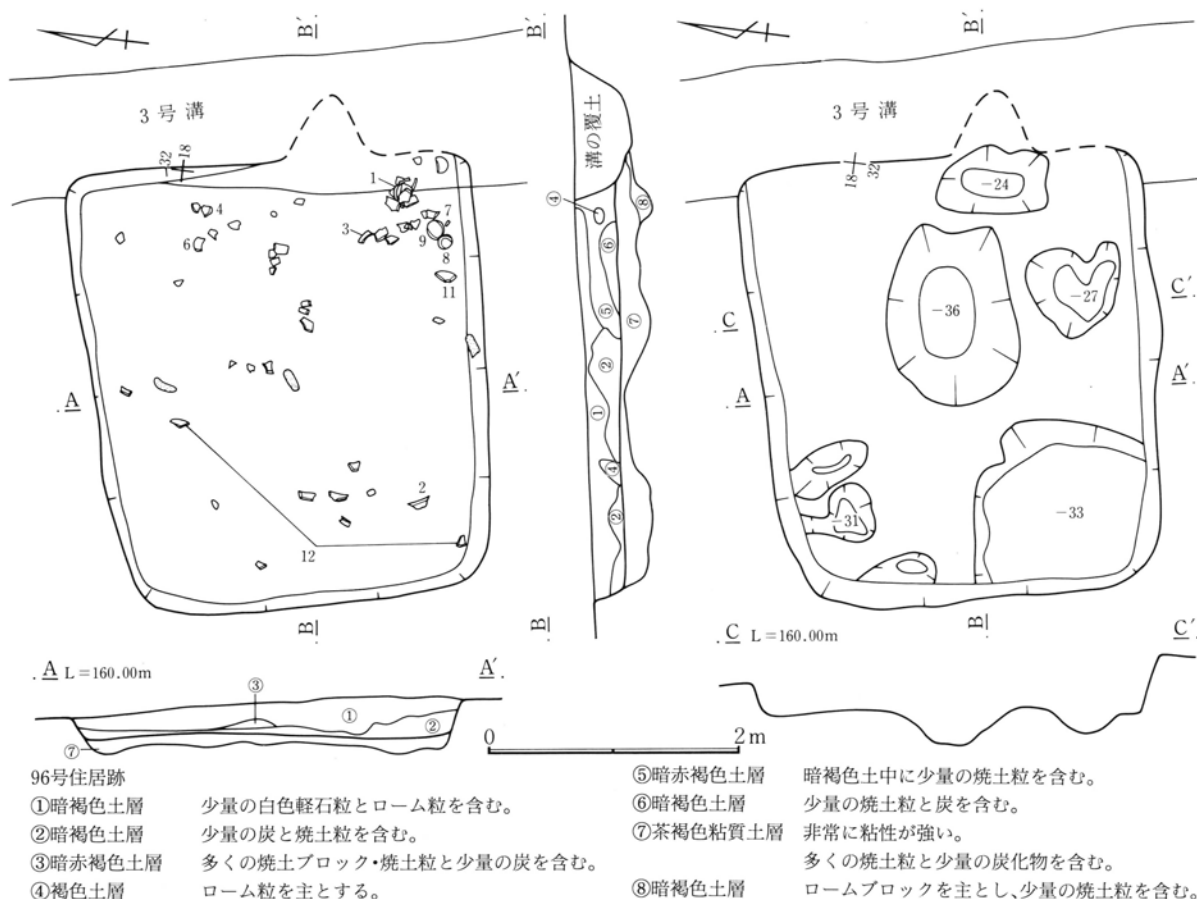 B′
B′
B′
3号溝
溝の覆土
32
18
18
32
1
4
6
3
7
9
8
11
2
12
④
⑧
⑥
⑤
⑦
②
①
④
②
-24
-36
-27
-31
-33
C
C′
A
A′
A
A′
B
B
B
A L=160.00m A′
C L=160.00m C′
③
①
②
⑦
0 2m
96号住居跡
①暗褐色土層 少量の白色軽石粒とローム粒を含む。
②暗褐色土層 少量の炭と焼土粒を含む。
③暗赤褐色土層 多くの焼土ブロック・焼土粒と少量の炭を含む。
④褐色土層 ローム粒を主とする。
⑤暗赤褐色土層 暗褐色土中に少量の焼土粒を含む。
⑥暗褐色土層 少量の焼土粒と炭を含む。
⑦茶褐色粘質土層 非常に粘性が強い。
多くの焼土粒と少量の炭化物を含む。
⑧暗褐色土層 ロームブロックを主とし、少量の焼土粒を含む。